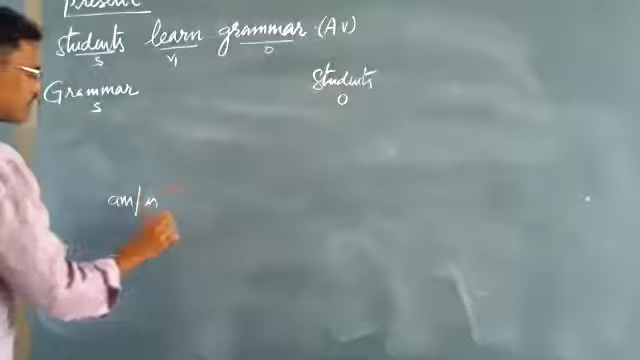 Present
Students learn grammar. (AV)
S V1 O
Grammar Students
S O
am/is